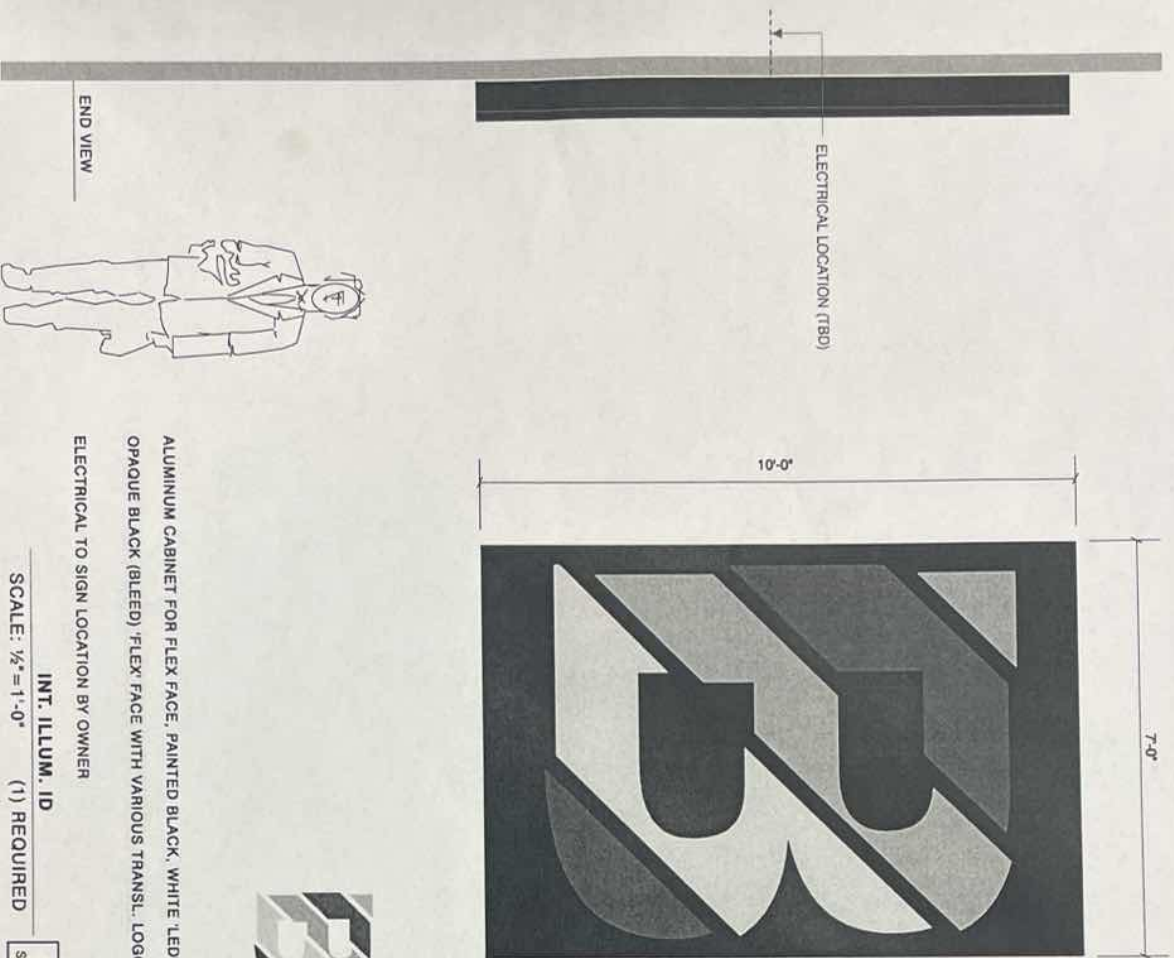 7'-0"
10'-0"
ELECTRICAL LOCATION (TBD)
END VIEW
ALUMINUM CABINET FOR FLEX FACE, PAINTED BLACK, WHITE 'LED
OPAQUE BLACK (BLEED) 'FLEX' FACE WITH VARIOUS TRANSL.
ELECTRICAL TO SIGN LOCATION BY OWNER
INT. ILLUM. ID
SCALE: ½"=1'-0" (1) REQUIRED